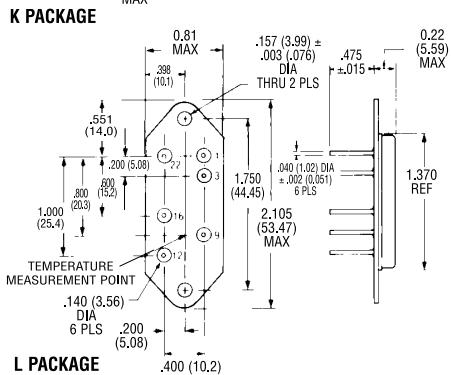 MAX
K PACKAGE
0.81
MAX
.398
(10.1)
.157 (3.99) ±
.003 (.076)
DIA
THRU 2 PLS
.475
±.015
0.22
(5.59)
MAX
.551
(14.0)
.200 (5.08)
22
1
3
.040 (1.02) DIA
± .002 (0.051)
6 PLS
1.750
(44.45)
1.370
REF
.600
(15.2)
.800
(20.3)
1.000
(25.4)
16
9
12
2.105
(53.47)
MAX
TEMPERATURE
MEASUREMENT POINT
.140 (3.56)
DIA
6 PLS
.200
(5.08)
.400 (10.2)
L PACKAGE